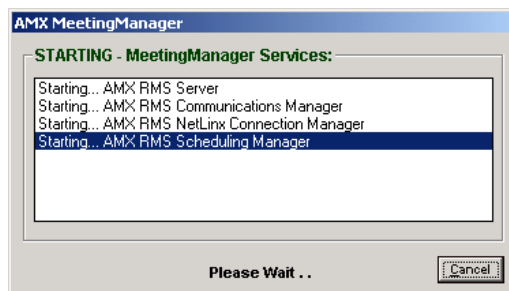 AMX MeetingManager
STARTING - MeetingManager Services:
Starting... AMX RMS Server
Starting... AMX RMS Communications Manager
Starting... AMX RMS NetLinx Connection Manager
Starting... AMX RMS Scheduling Manager
Please Wait . .
Cancel